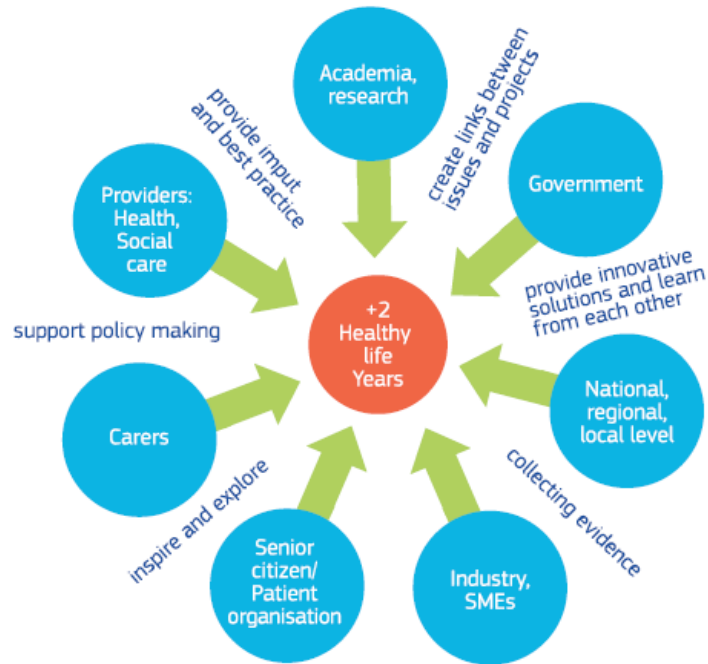 Academia,
research
create links between
issues and projects
Government
provide innovative
solutions and learn
from each other
National,
regional,
local level
collecting evidence
Industry,
SMEs
Senior
citizen/
Patient
organisation
inspire and explore
Carers
support policy making
Providers:
Health,
Social
care
provide imput
and best practice
+2
Healthy
life
Years